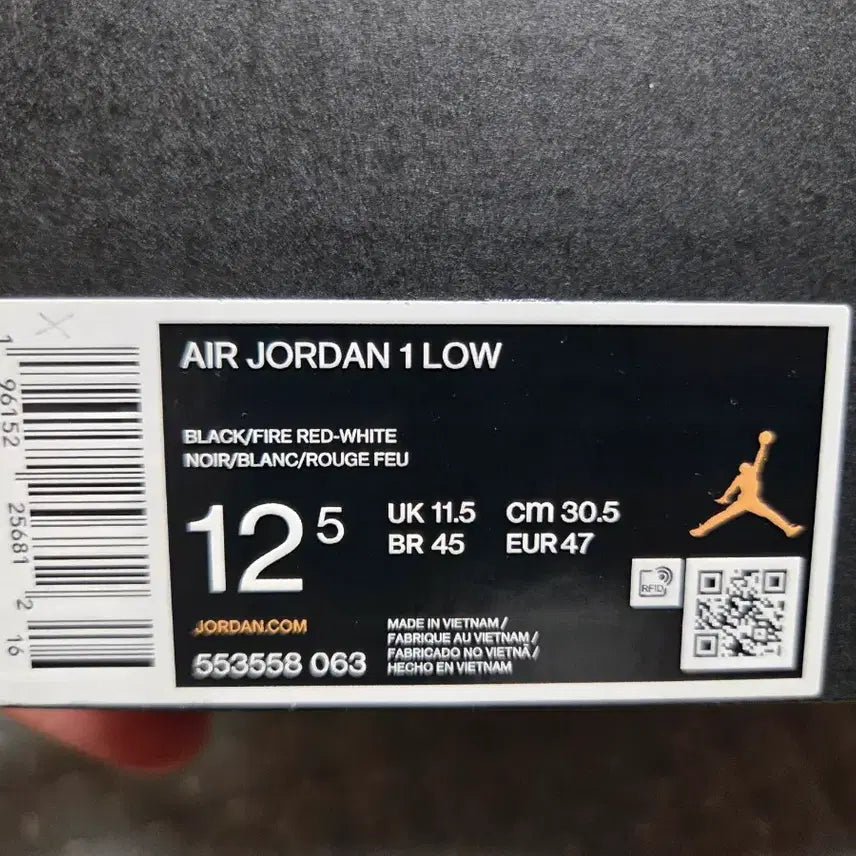 AIR JORDAN 1 LOW
BLACK/FIRE RED-WHITE
NOIR/BLANC/ROUGE FEU
12 5
UK 11.5 cm 30.5
BR 45 EUR 47
RFID
JORDAN.COM
553558 063
MADE IN VIETNAM /
FABRIQUE AU VIETNAM /
FABRICADO NO VIETNÃ /
HECHO EN VIETNAM
1 96152 25681 2 16
X